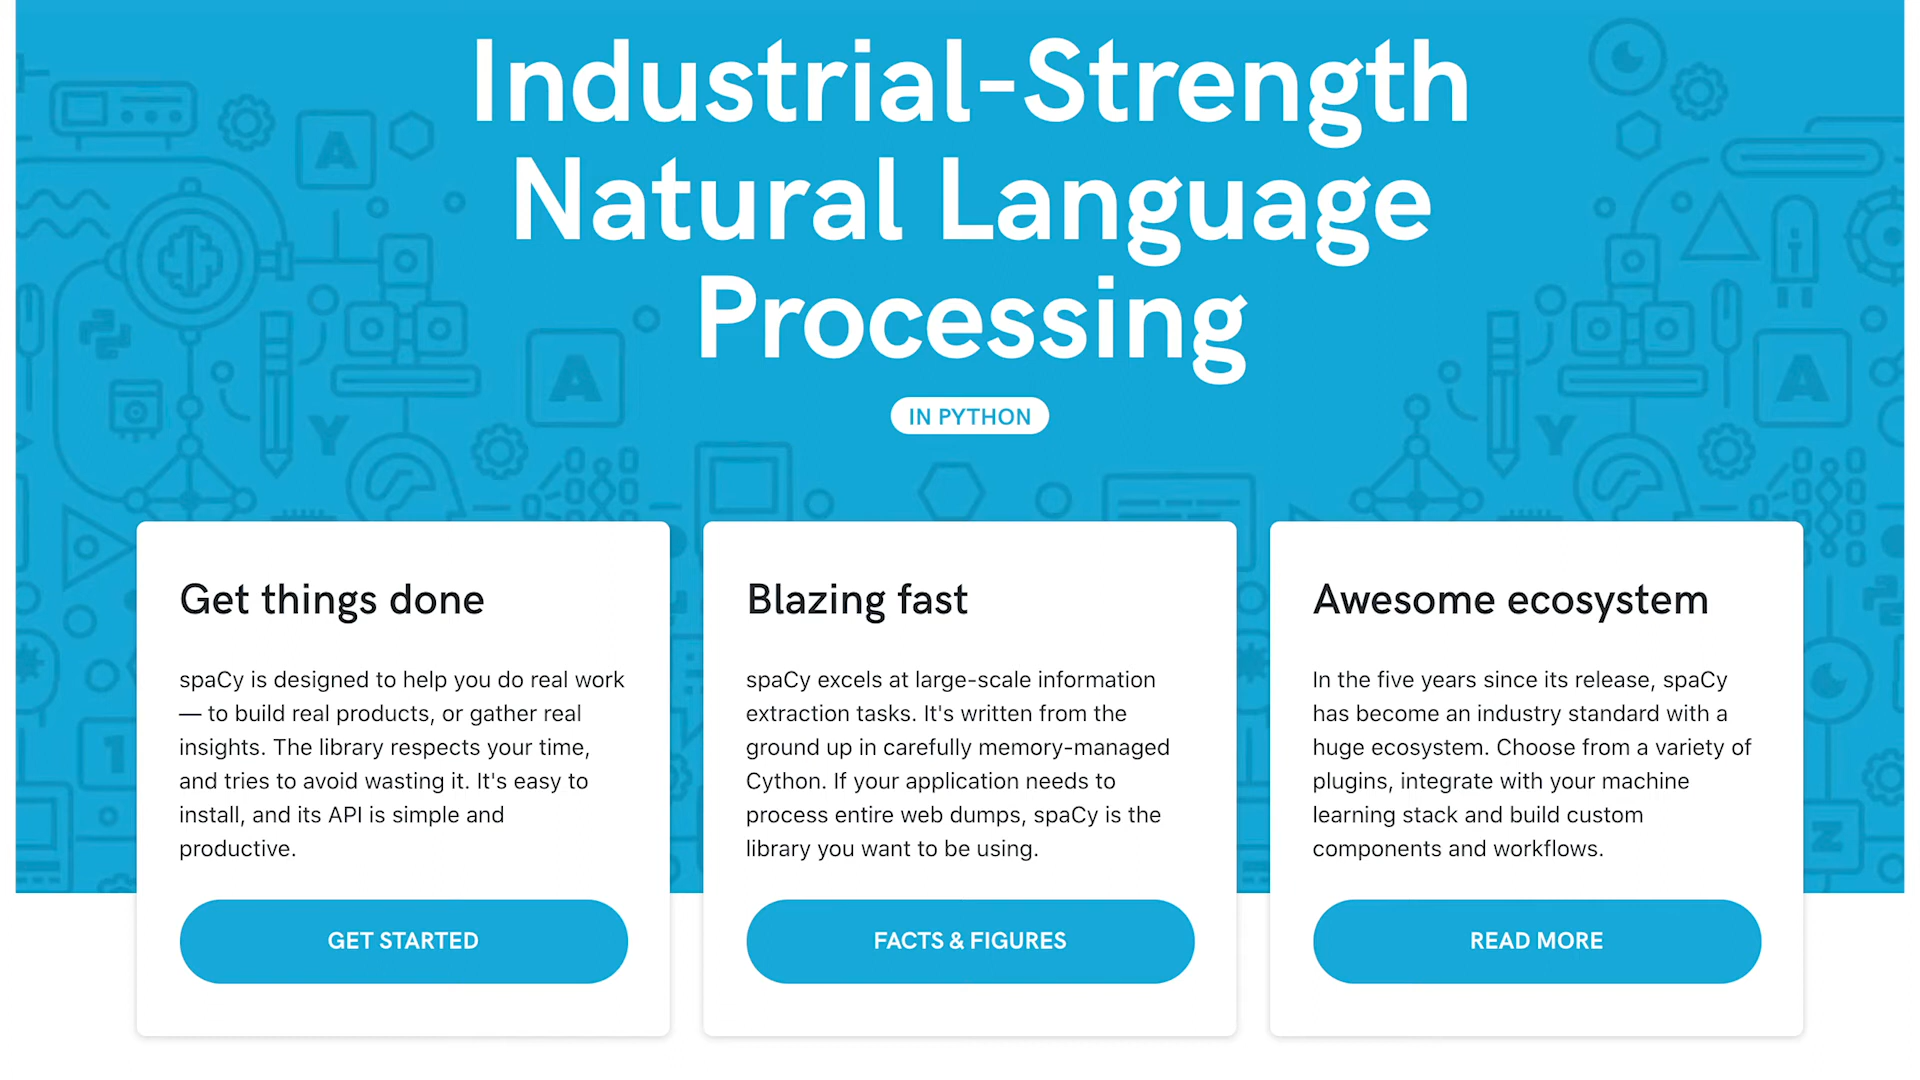 Industrial-Strength
Natural Language
Processing
IN PYTHON
Get things done
spaCy is designed to help you do real work
— to build real products, or gather real
insights. The library respects your time,
and tries to avoid wasting it. It's easy to
install, and its API is simple and
productive.
GET STARTED
Blazing fast
spaCy excels at large-scale information
extraction tasks. It's written from the
ground up in carefully memory-managed
Cython. If your application needs to
process entire web dumps, spaCy is the
library you want to be using.
FACTS & FIGURES
Awesome ecosystem
In the five years since its release, spaCy
has become an industry standard with a
huge ecosystem. Choose from a variety of
plugins, integrate with your machine
learning stack and build custom
components and workflows.
READ MORE
A
A
Y
A
Y
1
Z